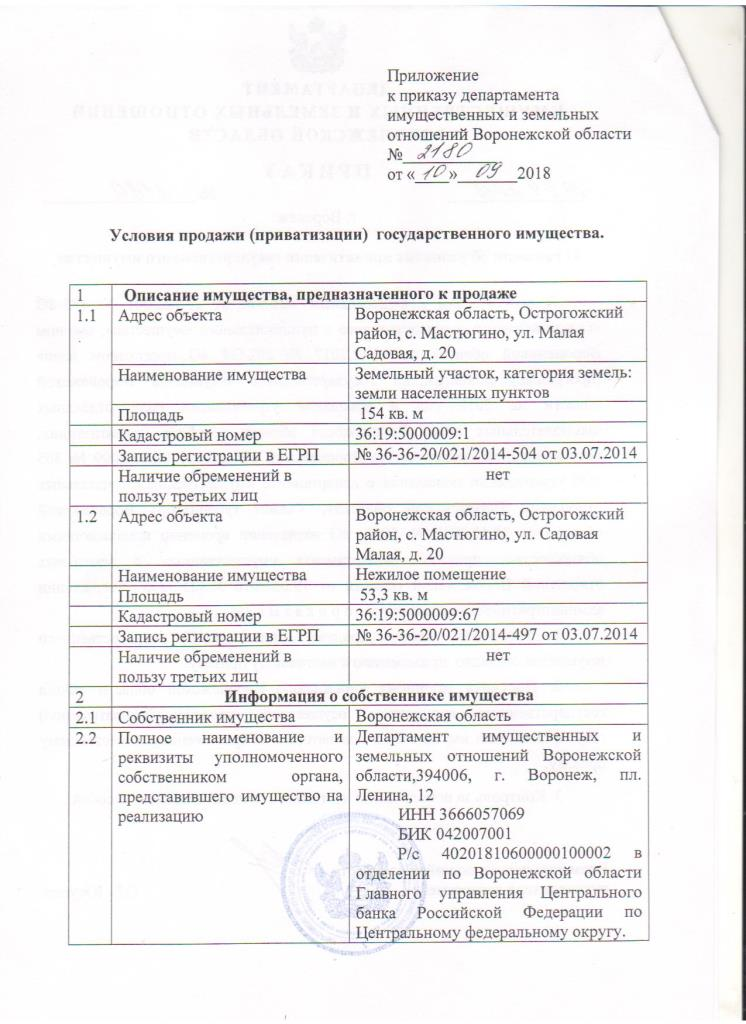 Приложение
к приказу департамента
имущественных и земельных
отношений Воронежской области
№ 2180
от « 10 » 09 2018
Условия продажи (приватизации) государственного имущества.
1 Описание имущества, предназначенного к продаже
1.1 Адрес объекта Воронежская область, Острогожский
район, с. Мастюгино, ул. Малая
Садовая, д. 20
Наименование имущества Земельный участок, категория земель:
земли населенных пунктов
Площадь 154 кв. м
Кадастровый номер 36:19:5000009:1
Запись регистрации в ЕГРП № 36-36-20/021/2014-504 от 03.07.2014
Наличие обременений в нет
пользу третьих лиц
1.2 Адрес объекта Воронежская область, Острогожский
район, с. Мастюгино, ул. Садовая
Малая, д. 20
Наименование имущества Нежилое помещение
Площадь 53,3 кв. м
Кадастровый номер 36:19:5000009:67
Запись регистрации в ЕГРП № 36-36-20/021/2014-497 от 03.07.2014
Наличие обременений в нет
пользу третьих лиц
2 Информация о собственнике имущества
2.1 Собственник имущества Воронежская область
2.2 Полное наименование и Департамент имущественных и
реквизиты уполномоченного земельных отношений Воронежской
собственником органа, области,394006, г. Воронеж, пл.
представившего имущество на Ленина, 12
реализацию ИНН 3666057069
БИК 042007001
Р/с 40201810600000100002 в
отделении по Воронежской области
Главного управления Центрального
банка Российской Федерации по
Центральному федеральному округу.